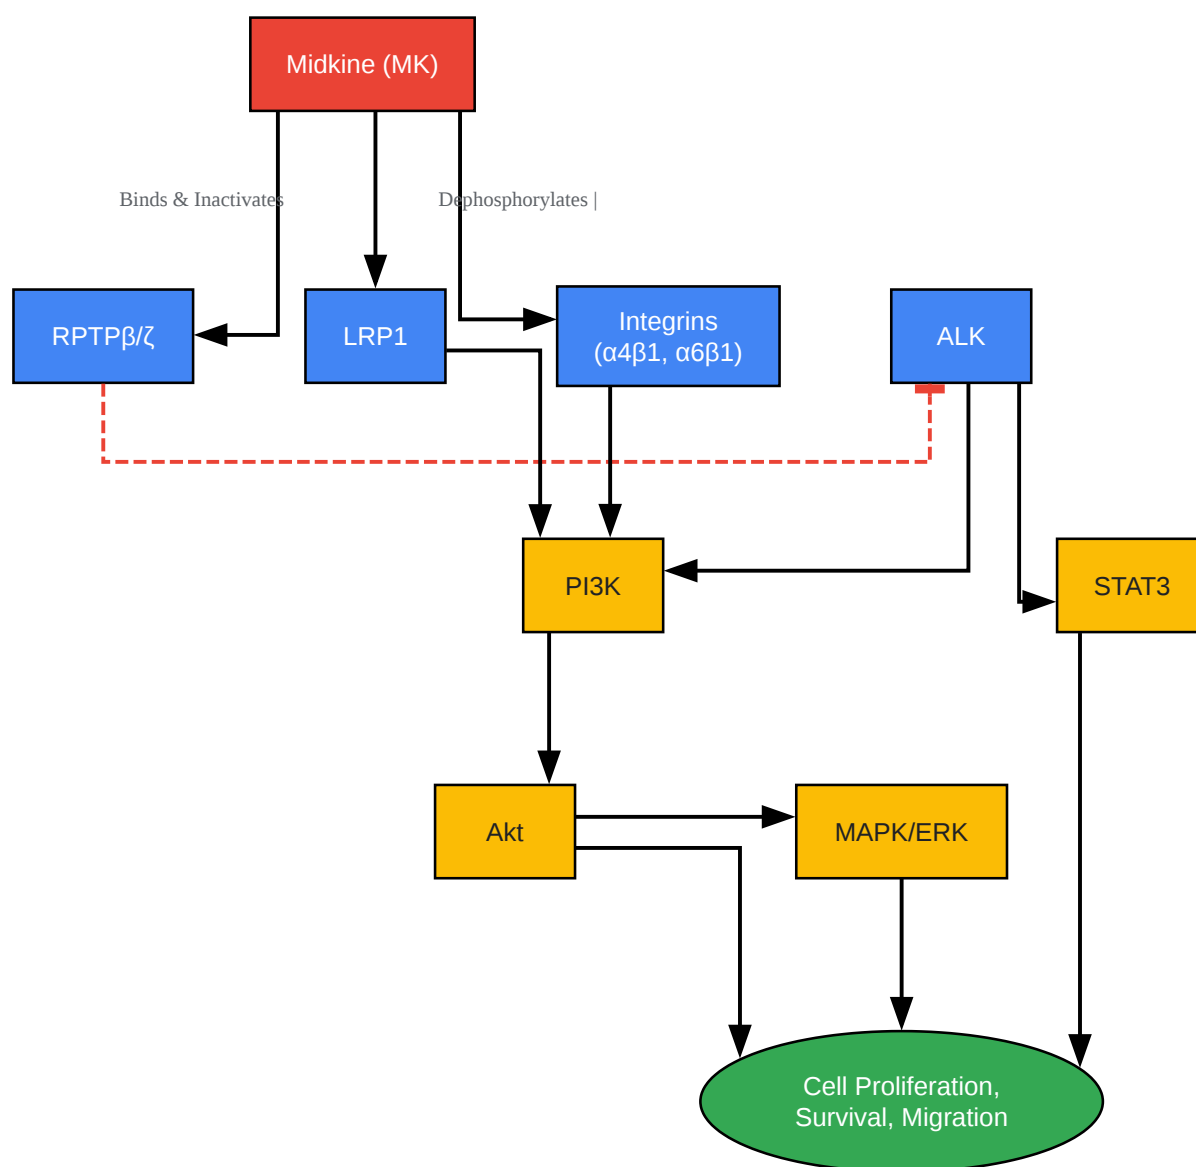 Midkine (MK)
Binds & Inactivates
Dephosphorylates |
RPTPβ/ζ
LRP1
Integrins
(α4β1, α6β1)
ALK
PI3K
STAT3
Akt
MAPK/ERK
Cell Proliferation,
Survival, Migration